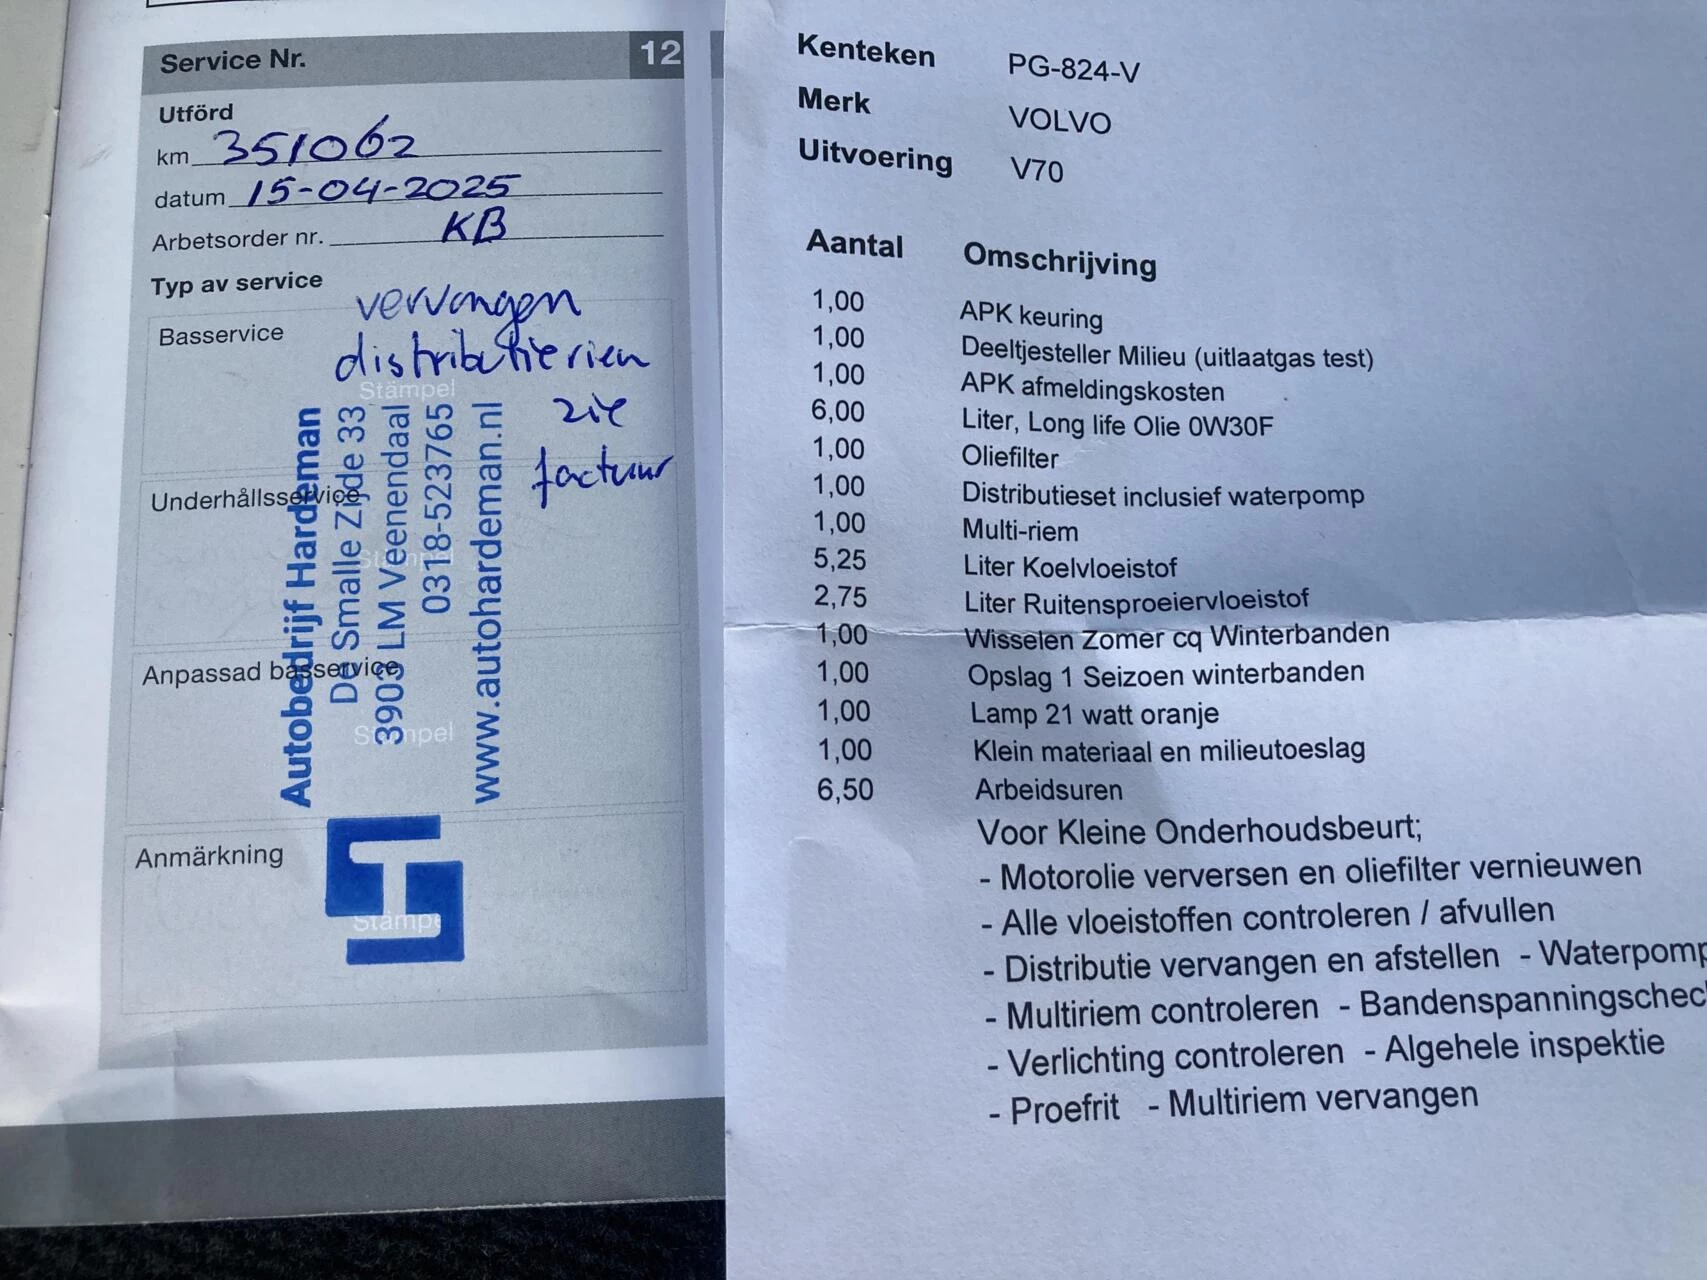 Service Nr. 12
Utförd
km 351062
datum 15-04-2025
Arbetsorder nr. KB
Typ av service
Basservice
vervangen
distributieriem
zie
factuur
Stämpel
Underhållsservice
Stämpel
Anpassad basservice
Stämpel
Anmärkning
Stämpel
Autobedrijf Hardeman
De Smalle Zijde 33
3903 LM Veenendaal
0318-523765
www.autohardeman.nl
Kenteken PG-824-V
Merk VOLVO
Uitvoering V70
Aantal Omschrijving
1,00 APK keuring
1,00 Deeltjesteller Milieu (uitlaatgas test)
1,00 APK afmeldingskosten
6,00 Liter, Long life Olie 0W30F
1,00 Oliefilter
1,00 Distributieset inclusief waterpomp
1,00 Multi-riem
5,25 Liter Koelvloeistof
2,75 Liter Ruitensproeiervloeistof
1,00 Wisselen Zomer cq Winterbanden
1,00 Opslag 1 Seizoen winterbanden
1,00 Lamp 21 watt oranje
1,00 Klein materiaal en milieutoeslag
6,50 Arbeidsuren
Voor Kleine Onderhoudsbeurt;
- Motorolie verversen en oliefilter vernieuwen
- Alle vloeistoffen controleren / afvullen
- Distributie vervangen en afstellen - Waterpomp
- Multiriem controleren - Bandenspanningschec
- Verlichting controleren - Algehele inspektie
- Proefrit - Multiriem vervangen